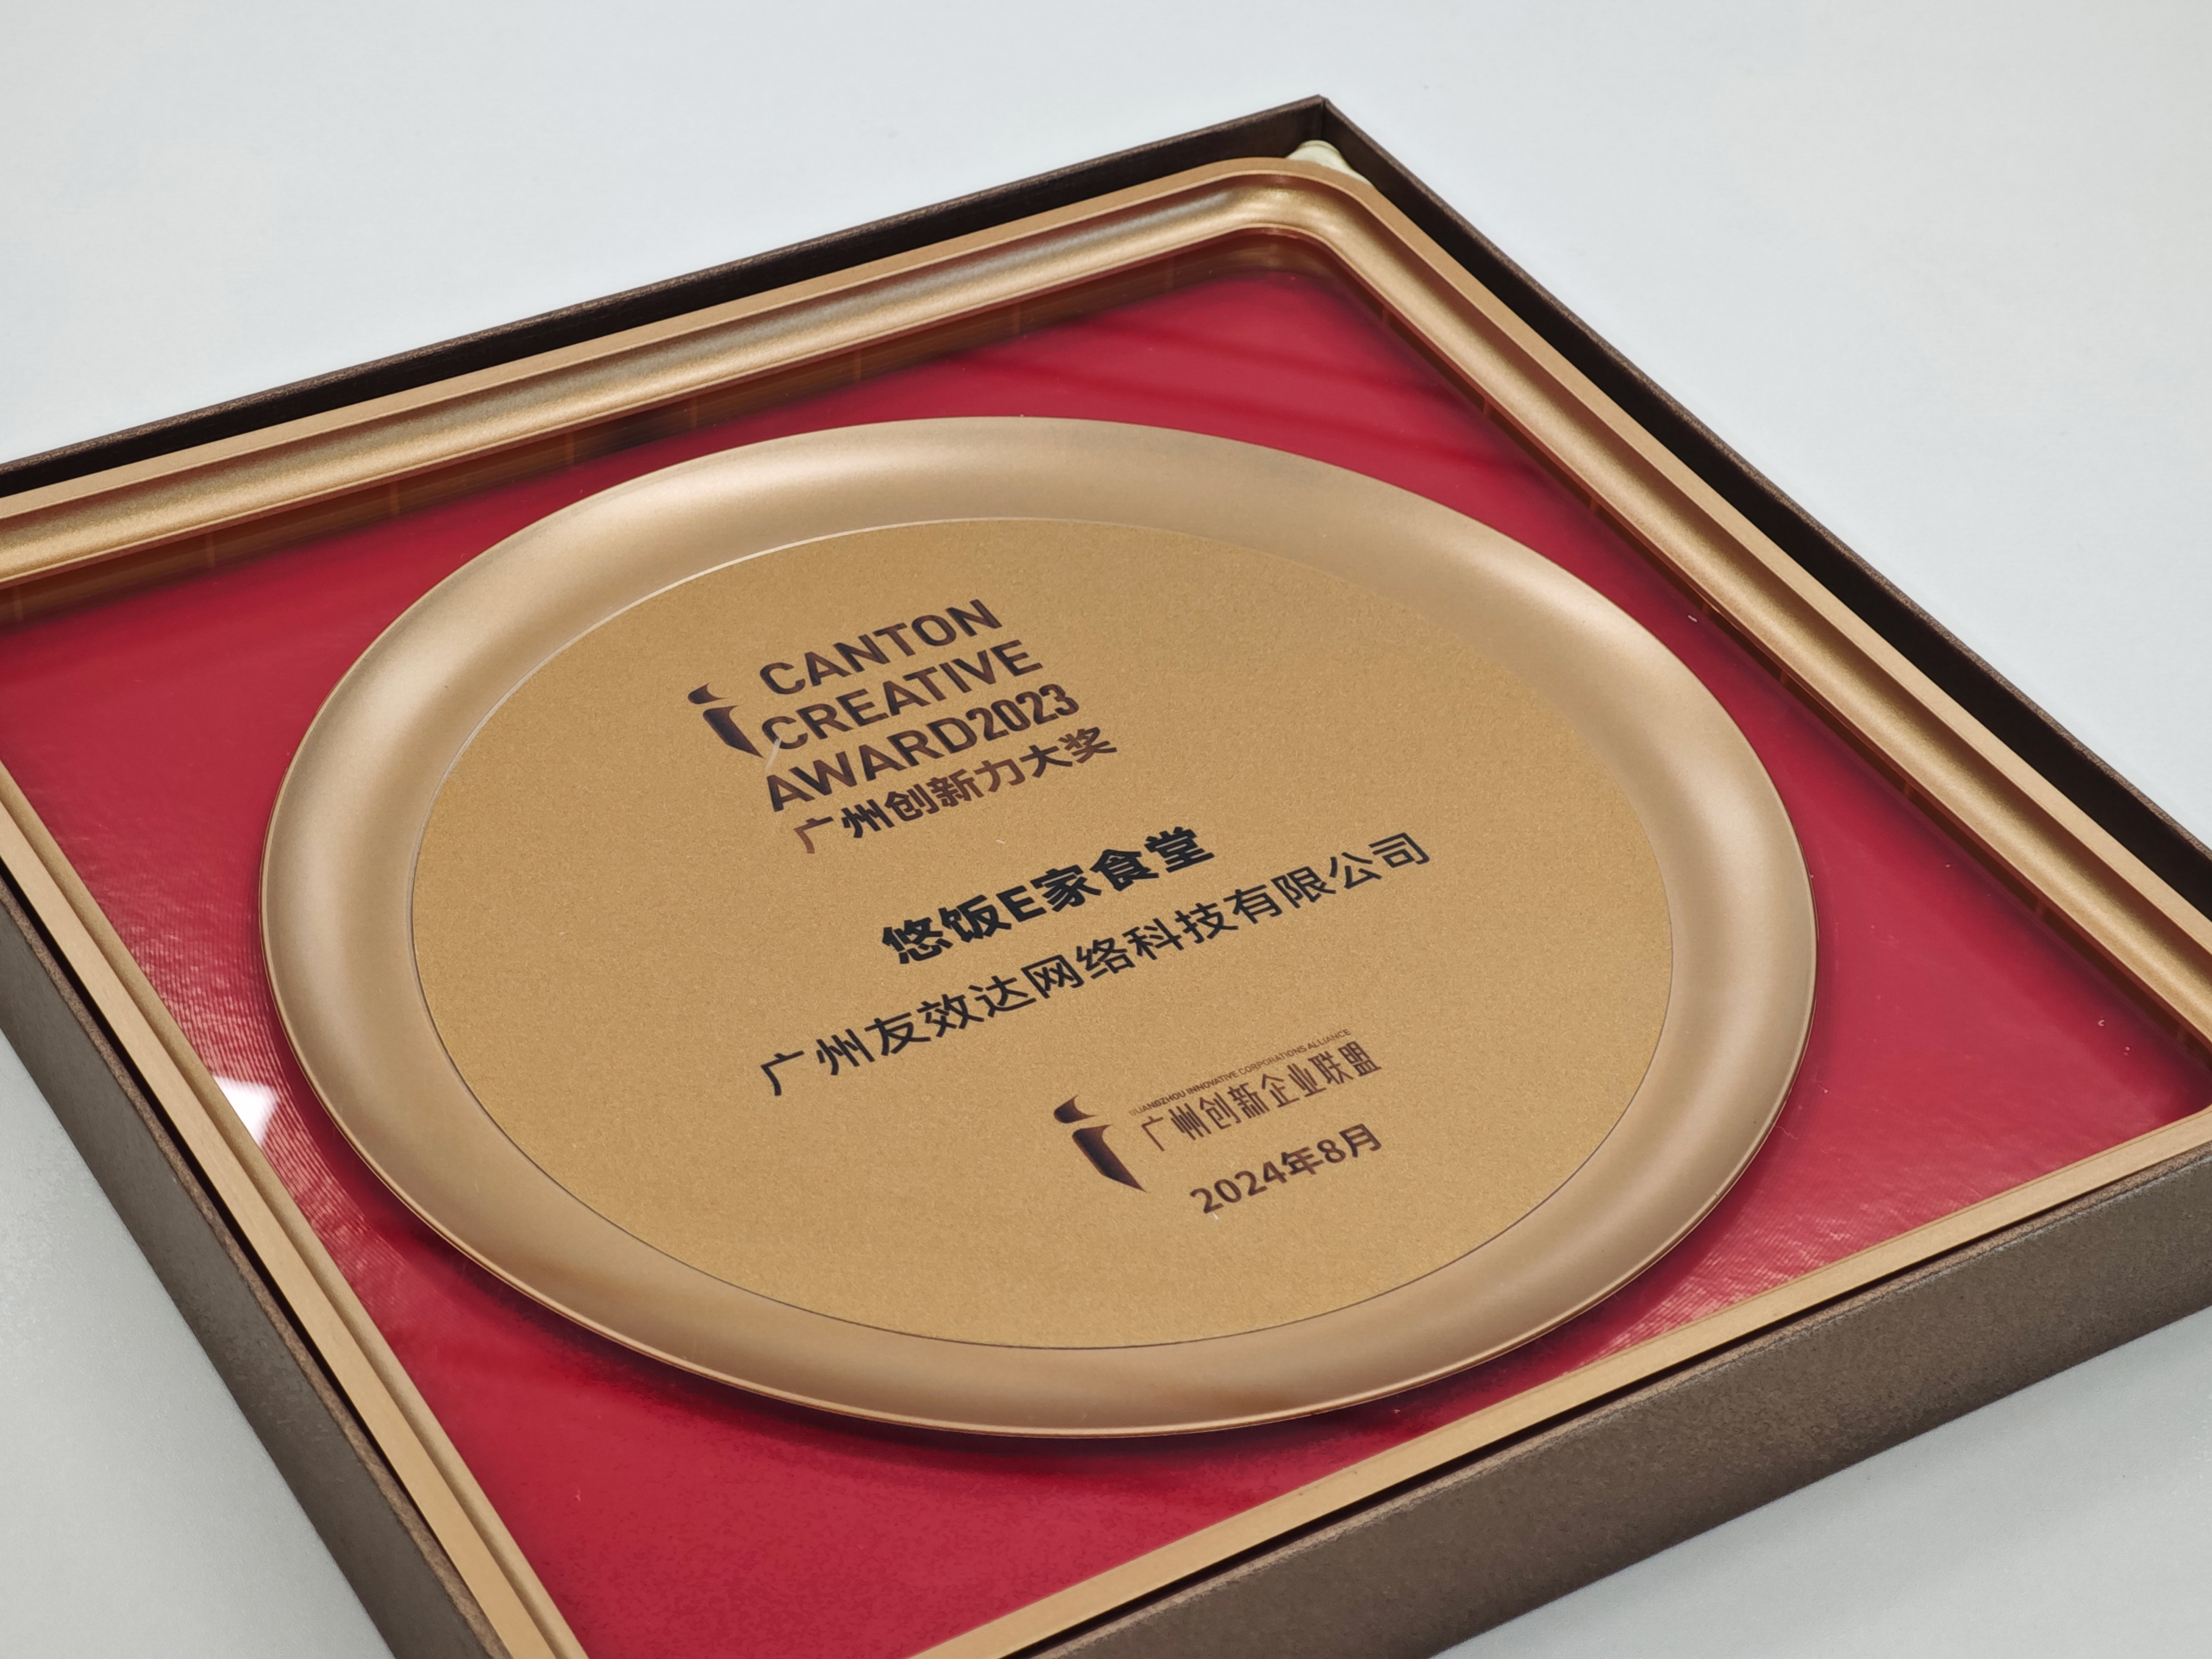 CANTON
CREATIVE
AWARD2023
广州创新力大奖
悠饭E家食堂
广州友效达网络科技有限公司
GUANGZHOU INNOVATIVE CORPORATIONS ALLIANCE
广州创新企业联盟
2024年8月